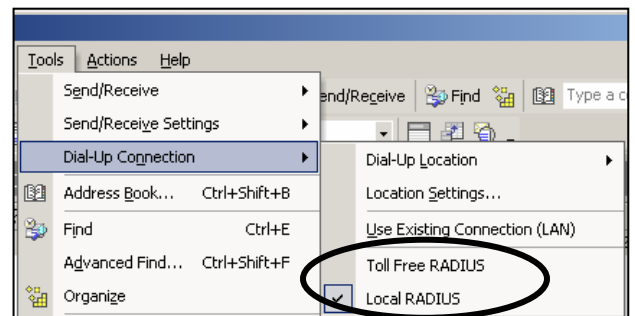 Tools Actions Help
Send/Receive
end/Receive Find Type a c
Send/Receive Settings
Dial-Up Connection
Dial-Up Location
Address Book... Ctrl+Shift+B
Location Settings...
Find Ctrl+E
Use Existing Connection (LAN)
Advanced Find... Ctrl+Shift+F
Toll Free RADIUS
Organize
Local RADIUS